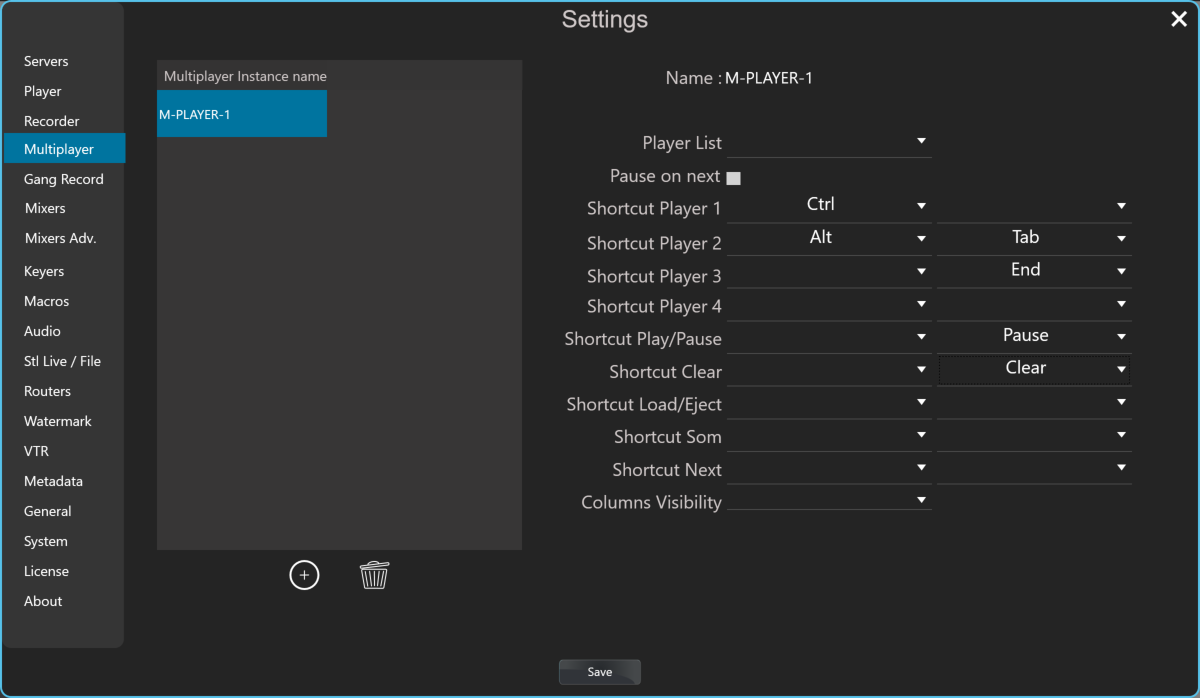 Settings
Servers
Player
Recorder
Multiplayer
Gang Record
Mixers
Mixers Adv.
Keyers
Macros
Audio
Stl Live / File
Routers
Watermark
VTR
Metadata
General
System
License
About
Multiplayer Instance name
M-PLAYER-1
Name : M-PLAYER-1
Player List
Pause on next
Shortcut Player 1 Ctrl
Shortcut Player 2 Alt Tab
Shortcut Player 3 End
Shortcut Player 4
Shortcut Play/Pause Pause
Shortcut Clear Clear
Shortcut Load/Eject
Shortcut Som
Shortcut Next
Columns Visibility
Save